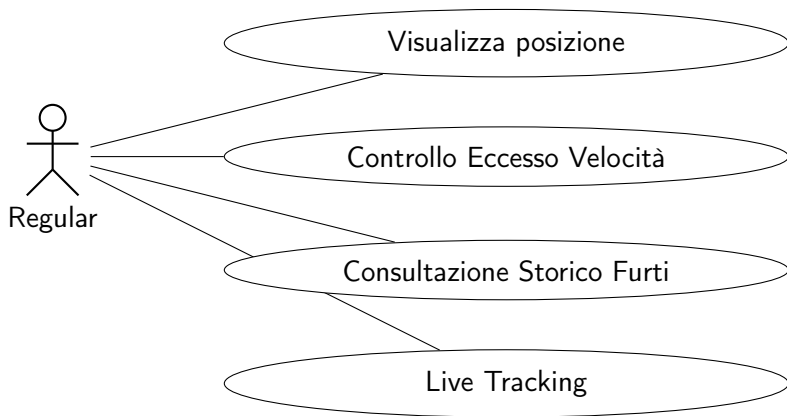 Visualizza posizione
Controllo Eccesso Velocità
Regular
Consultazione Storico Furti
Live Tracking